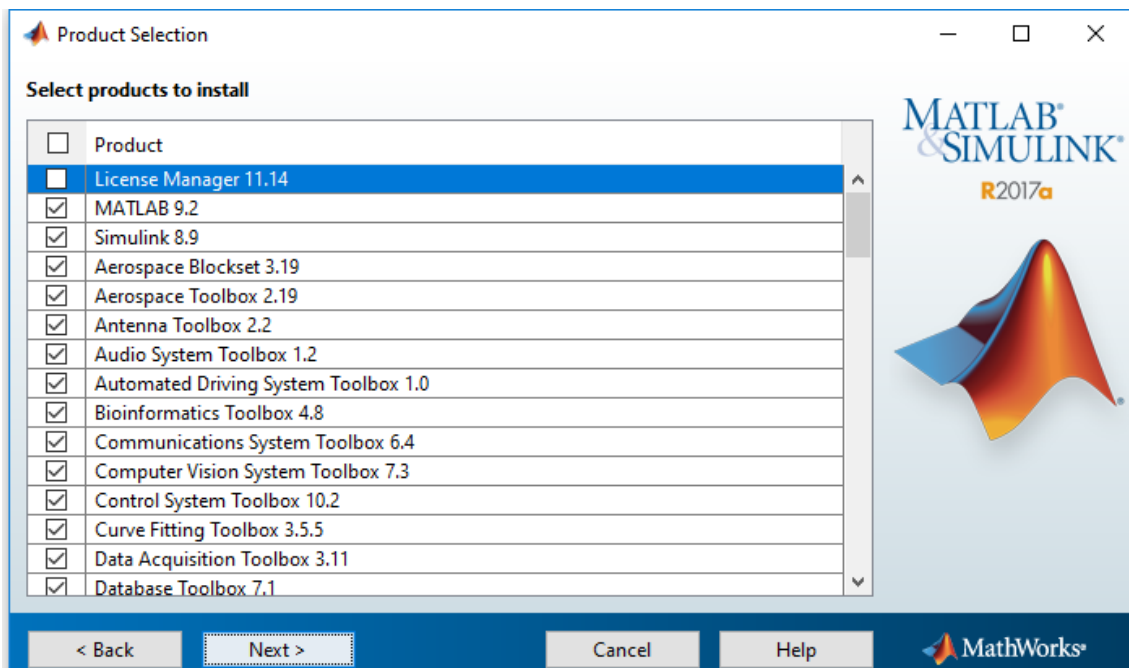 Product Selection
Select products to install
Product
License Manager 11.14
MATLAB 9.2
Simulink 8.9
Aerospace Blockset 3.19
Aerospace Toolbox 2.19
Antenna Toolbox 2.2
Audio System Toolbox 1.2
Automated Driving System Toolbox 1.0
Bioinformatics Toolbox 4.8
Communications System Toolbox 6.4
Computer Vision System Toolbox 7.3
Control System Toolbox 10.2
Curve Fitting Toolbox 3.5.5
Data Acquisition Toolbox 3.11
Database Toolbox 7.1
MATLAB®
&SIMULINK®
R2017a
®
< Back
Next >
Cancel
Help
MathWorks®